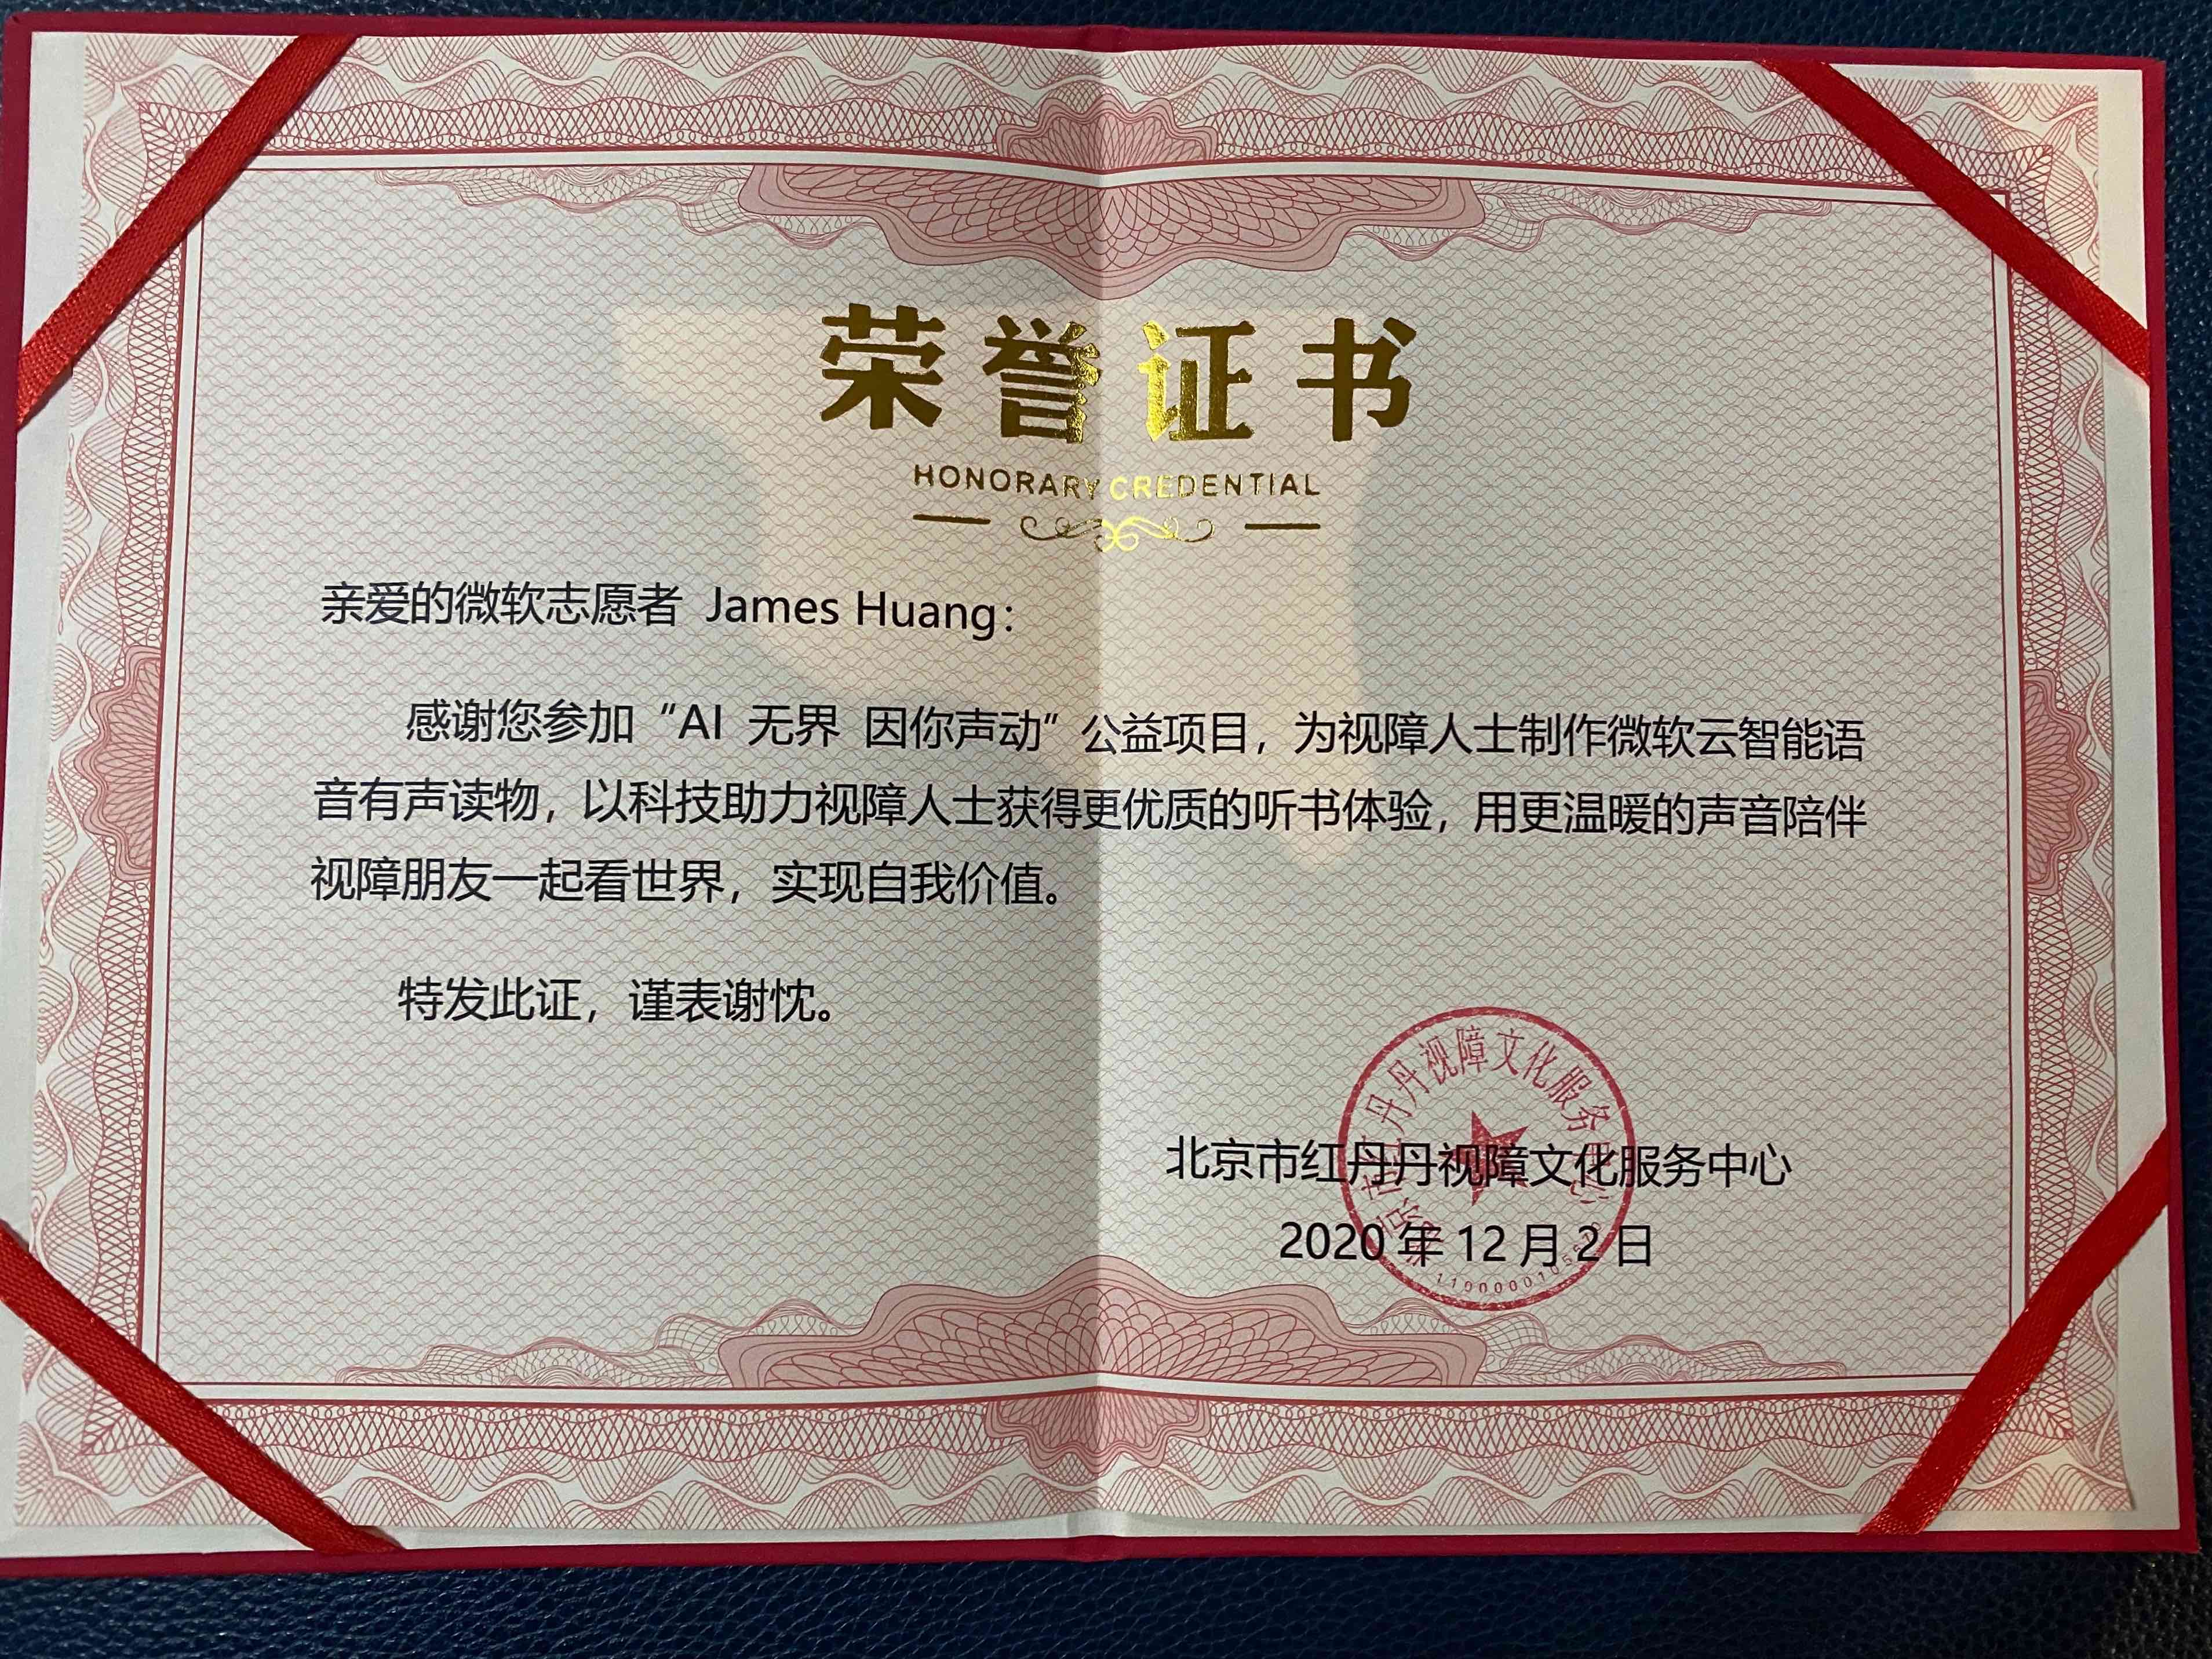 荣誉证书
HONORARY CREDENTIAL
亲爱的微软志愿者 James Huang：
感谢您参加“AI 无界 因你声动”公益项目，为视障人士制作微软云智能语
音有声读物，以科技助力视障人士获得更优质的听书体验，用更温暖的声音陪伴
视障朋友一起看世界，实现自我价值。
特发此证，谨表谢忱。
北京市红丹丹视障文化服务中心
北京市红丹丹视障文化服务中心
2020 年 12 月 2 日